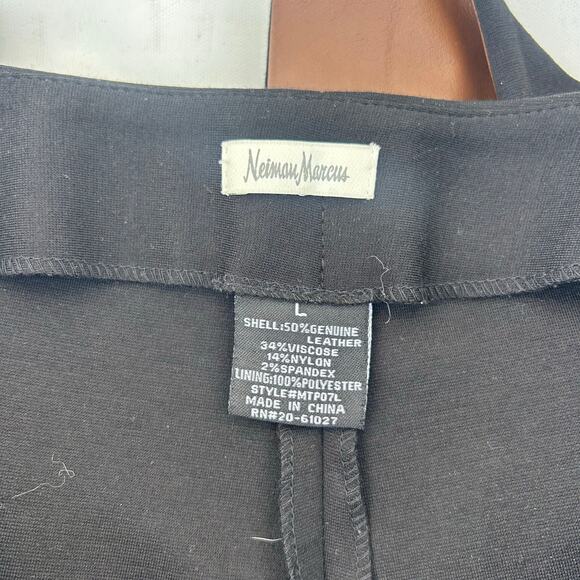 Neiman Marcus
L
SHELL:50%GENUINE
LEATHER
34%VISCOSE
14%NYLON
2%SPANDEX
LINING:100%POLYESTER
STYLE#MTP07L
MADE IN CHINA
RN#20-61027